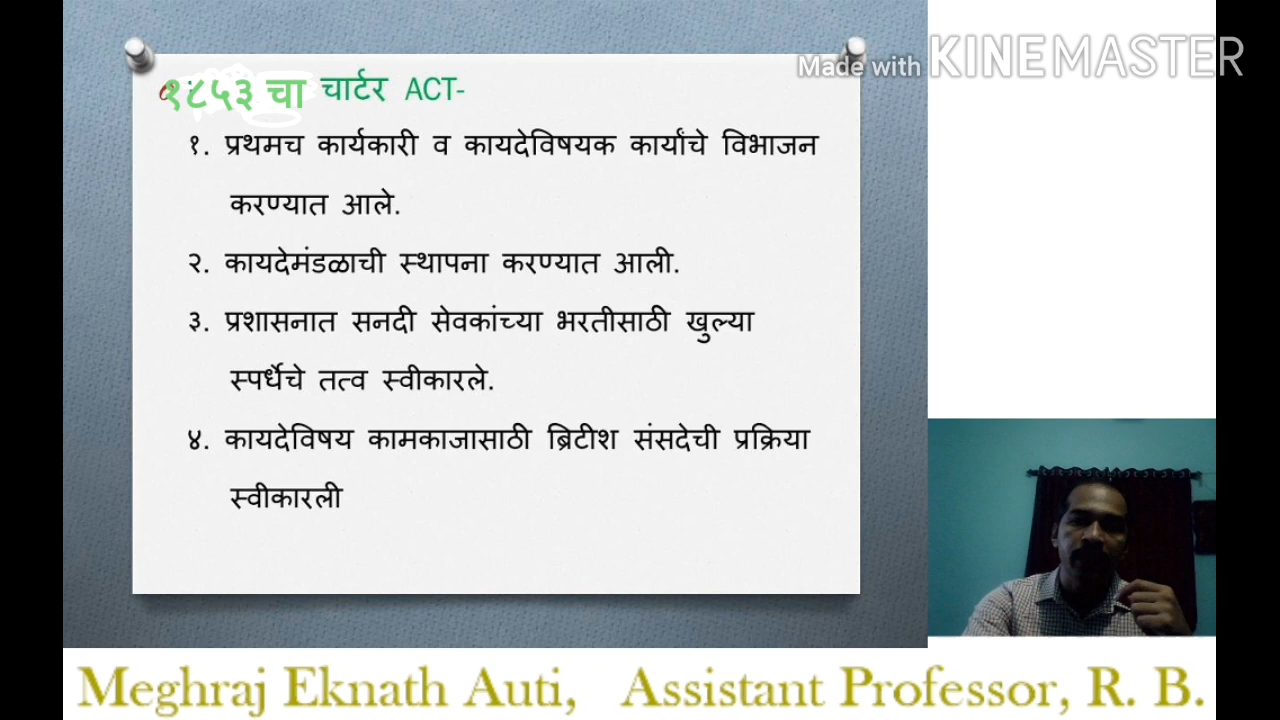 Made with KINEMASTER
१८५३ चा चार्टर ACT-
१. प्रथमच कार्यकारी व कायदेविषयक कार्यांचे विभाजन
करण्यात आले.
२. कायदेमंडळाची स्थापना करण्यात आली.
३. प्रशासनात सनदी सेवकांच्या भरतीसाठी खुल्या
स्पर्धेचे तत्व स्वीकारले.
४. कायदेविषय कामकाजासाठी ब्रिटीश संसदेची प्रक्रिया
स्वीकारली
Meghraj Eknath Auti, Assistant Professor, R. B.